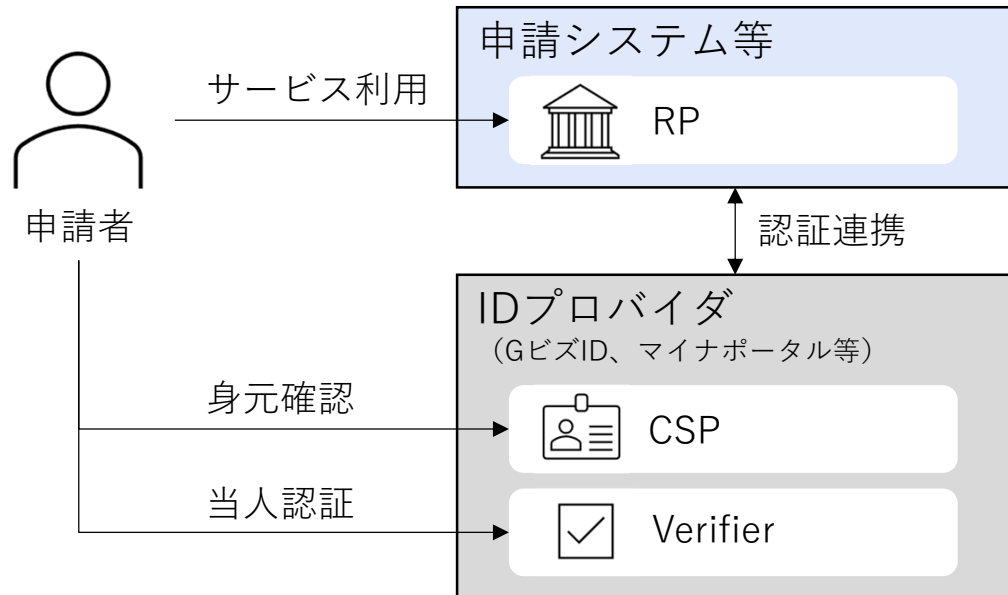 申請システム等
サービス利用
RP
申請者
認証連携
IDプロバイダ
（GビズID、マイナポータル等）
身元確認
CSP
当人認証
Verifier